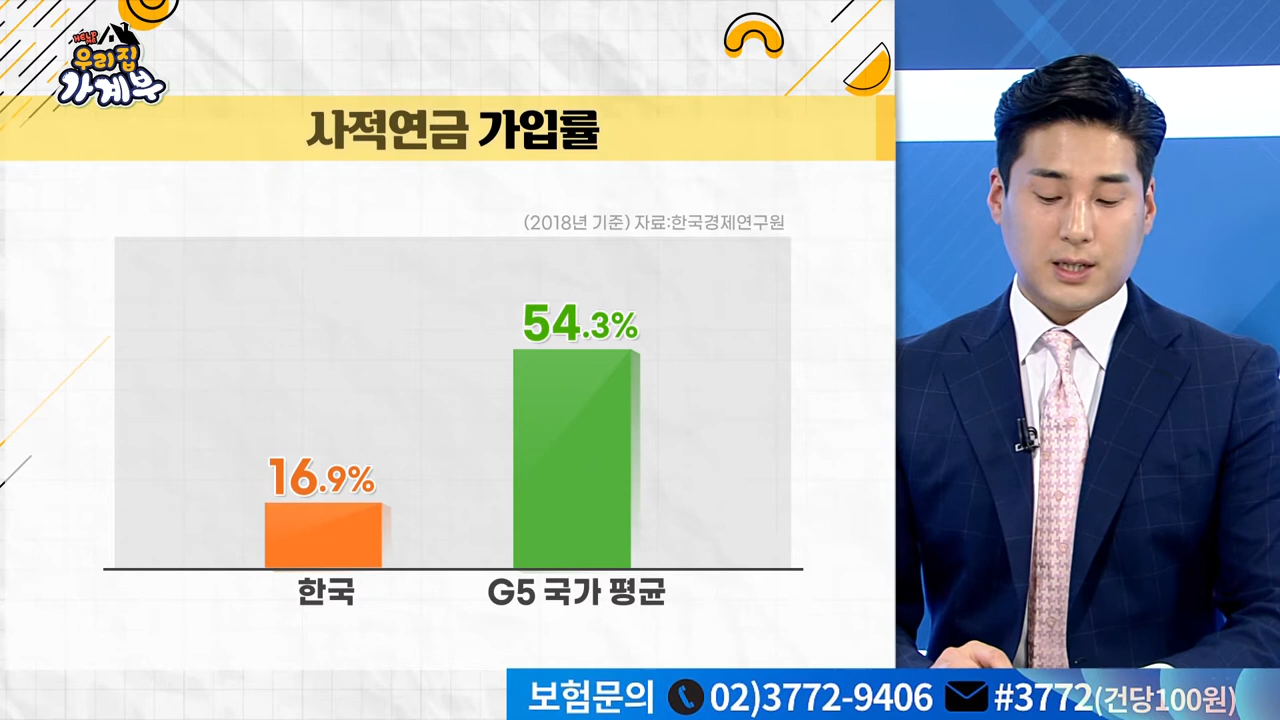 HELP
우리집
가계부
사적연금 가입률
(2018년 기준) 자료:한국경제연구원
54.3%
16.9%
한국
G5 국가 평균
보험문의 02)3772-9406 #3772(건당100원)